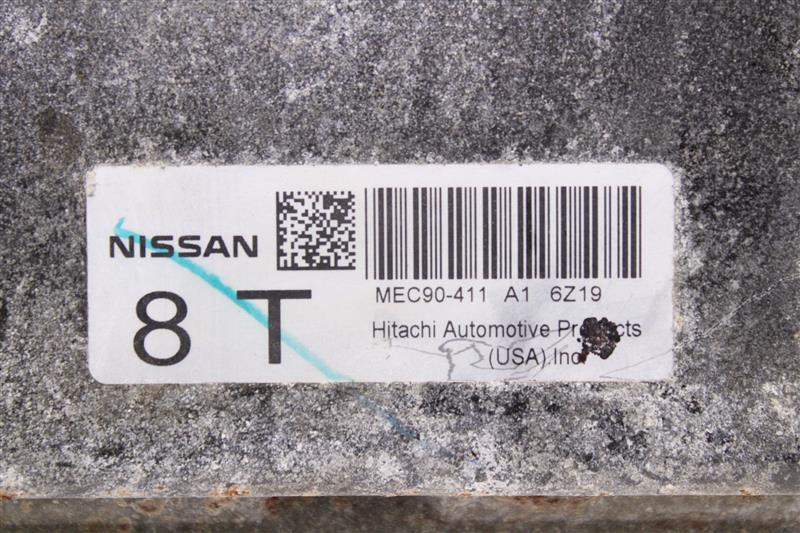 NISSAN
8 T
MEC90-411 A1 6Z19
Hitachi Automotive Products
(USA).Inc